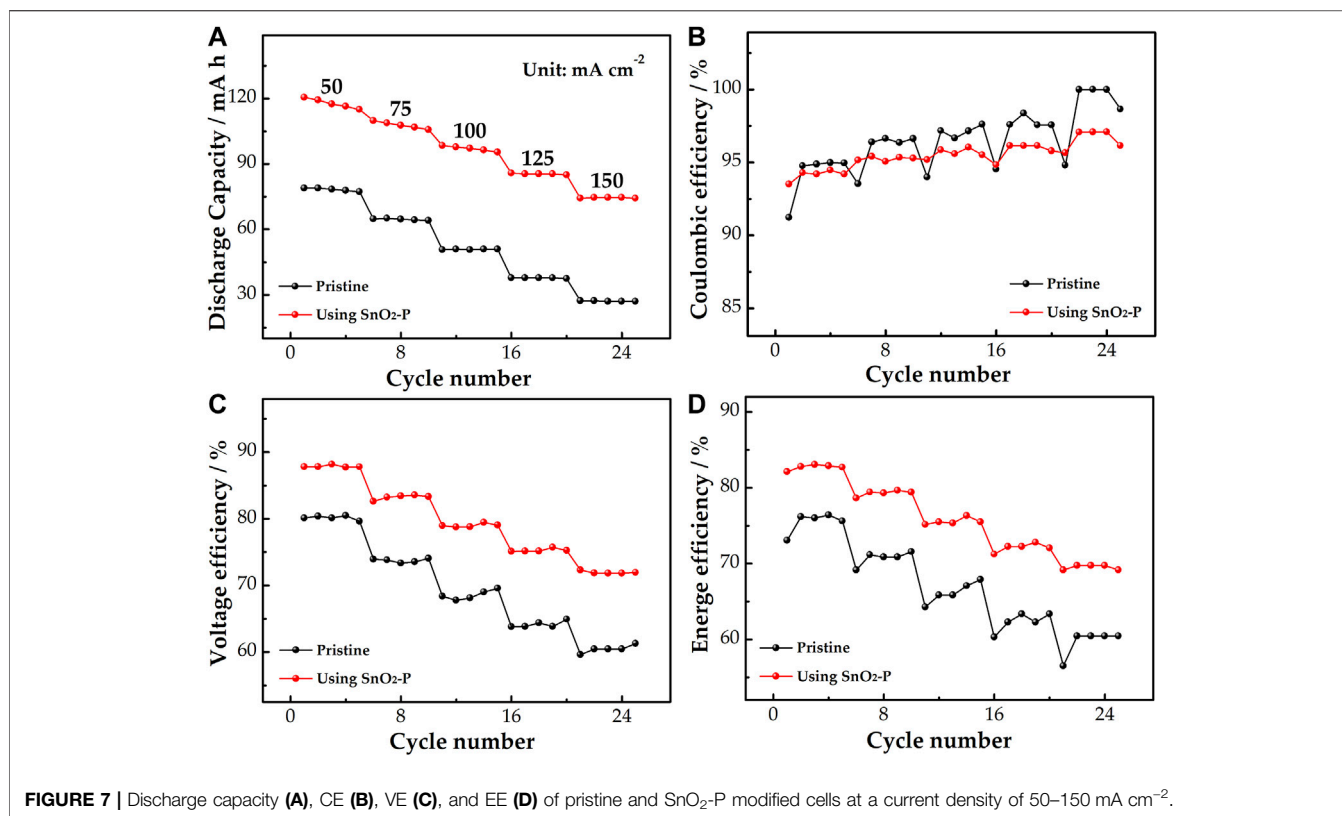 A
Unit: mA cm⁻²
50
75
100
125
150
Discharge Capacity / mA h
120
90
60
30
Pristine
Using SnO₂-P
0 8 16 24
Cycle number
B
Coulombic efficiency / %
100
95
90
85
Pristine
Using SnO₂-P
0 8 16 24
Cycle number
C
Voltage efficiency / %
90
80
70
60
Pristine
Using SnO₂-P
0 8 16 24
Cycle number
D
Energe efficiency / %
90
80
70
60
Pristine
Using SnO₂-P
0 8 16 24
Cycle number
FIGURE 7 | Discharge capacity (A), CE (B), VE (C), and EE (D) of pristine and SnO₂-P modified cells at a current density of 50–150 mA cm⁻².